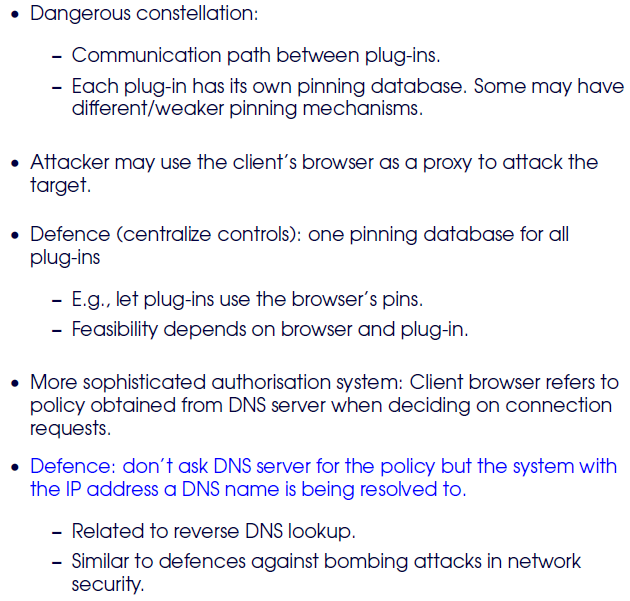 • Dangerous constellation:
– Communication path between plug-ins.
– Each plug-in has its own pinning database. Some may have
different/weaker pinning mechanisms.
• Attacker may use the client's browser as a proxy to attack the
target.
• Defence (centralize controls): one pinning database for all
plug-ins
– E.g., let plug-ins use the browser's pins.
– Feasibility depends on browser and plug-in.
• More sophisticated authorisation system: Client browser refers to
policy obtained from DNS server when deciding on connection
requests.
• Defence: don't ask DNS server for the policy but the system with
the IP address a DNS name is being resolved to.
– Related to reverse DNS lookup.
– Similar to defences against bombing attacks in network
security.